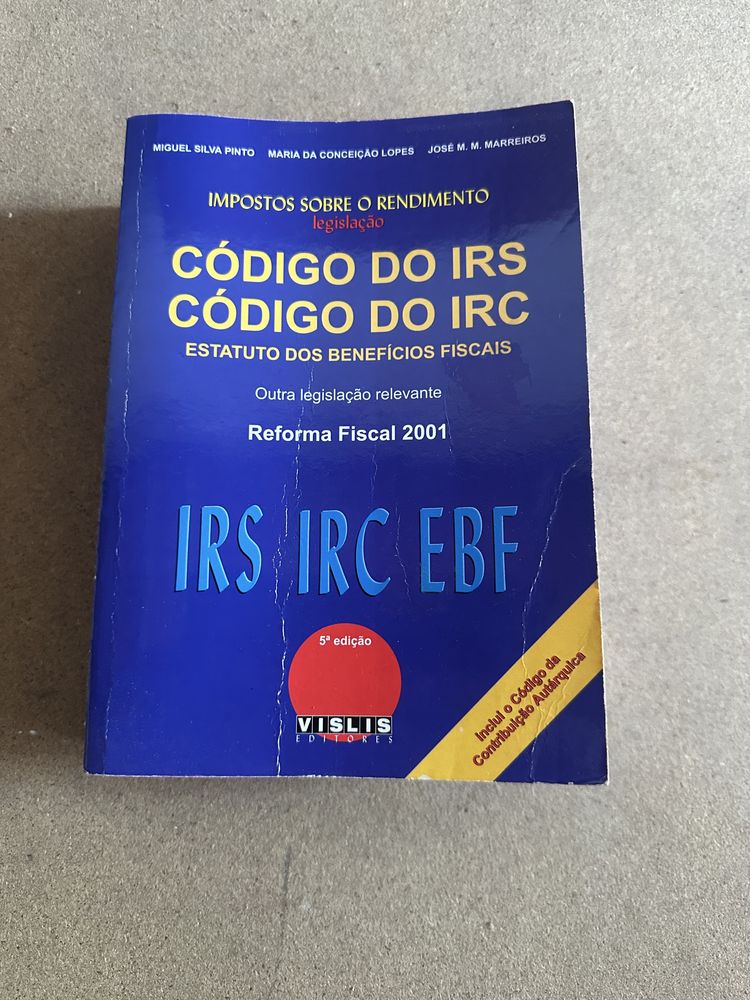 MIGUEL SILVA PINTO MARIA DA CONCEIÇÃO LOPES JOSÉ M. M. MARREIROS
IMPOSTOS SOBRE O RENDIMENTO
legislação
CÓDIGO DO IRS
CÓDIGO DO IRC
ESTATUTO DOS BENEFÍCIOS FISCAIS
Outra legislação relevante
Reforma Fiscal 2001
IRS IRC EBF
5ª edição
VISLIS
EDITORES
Inclui o Código da
Contribuição Autárquica